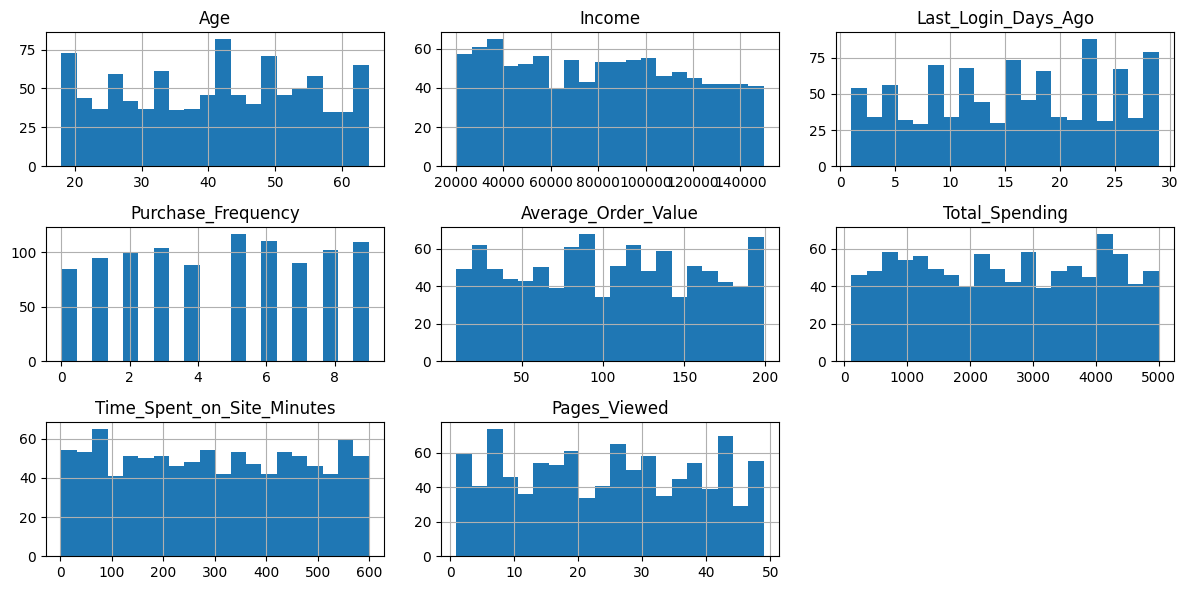 Age Income Last_Login_Days_Ago
75 60 75
50 40 50
25 20 25
0 0 0
20 30 40 50 60 20000 40000 60000 80000 100000 120000 140000 0 5 10 15 20 25 30
Purchase_Frequency Average_Order_Value Total_Spending
100 60 60
50 40 40
20 20
0 0 0
0 2 4 6 8 50 100 150 200 0 1000 2000 3000 4000 5000
Time_Spent_on_Site_Minutes Pages_Viewed
60 60
40 40
20 20
0 0
0 100 200 300 400 500 600 0 10 20 30 40 50